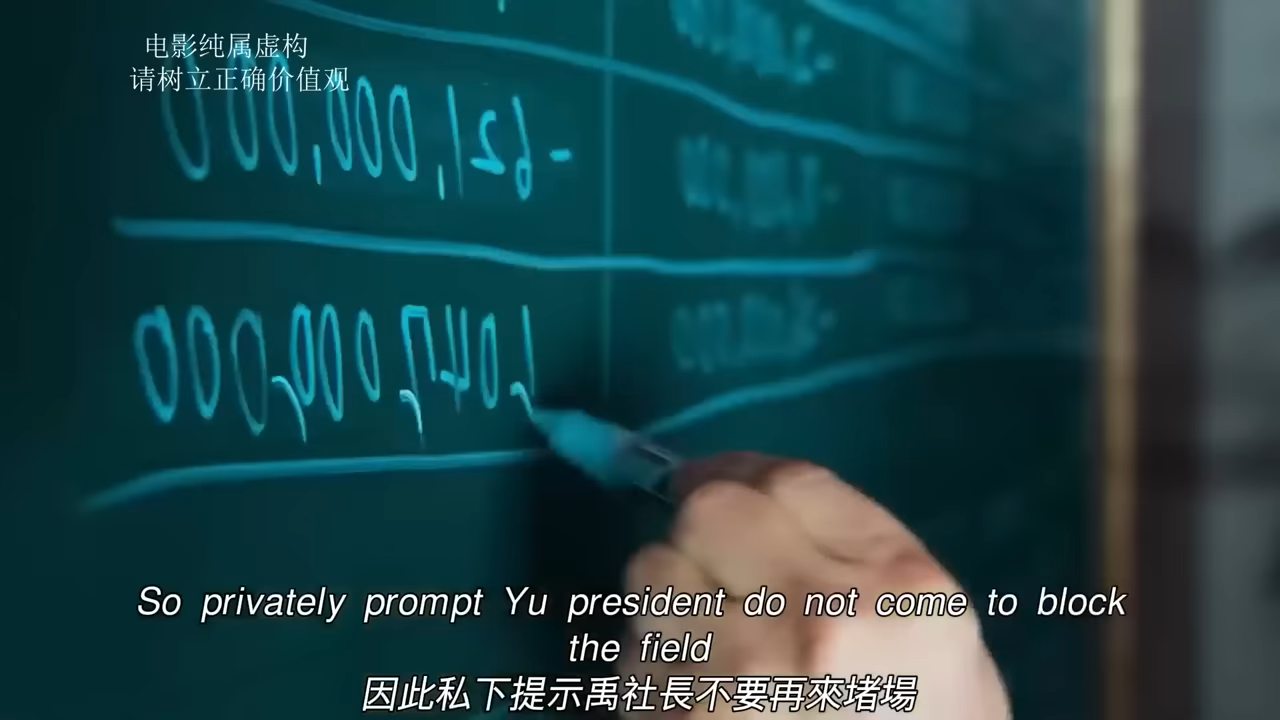 电影纯属虚构
请树立正确价值观
-621,000,000
1,047,000,000
So privately prompt Yu president do not come to block
the field
因此私下提示禹社長不要再來堵場